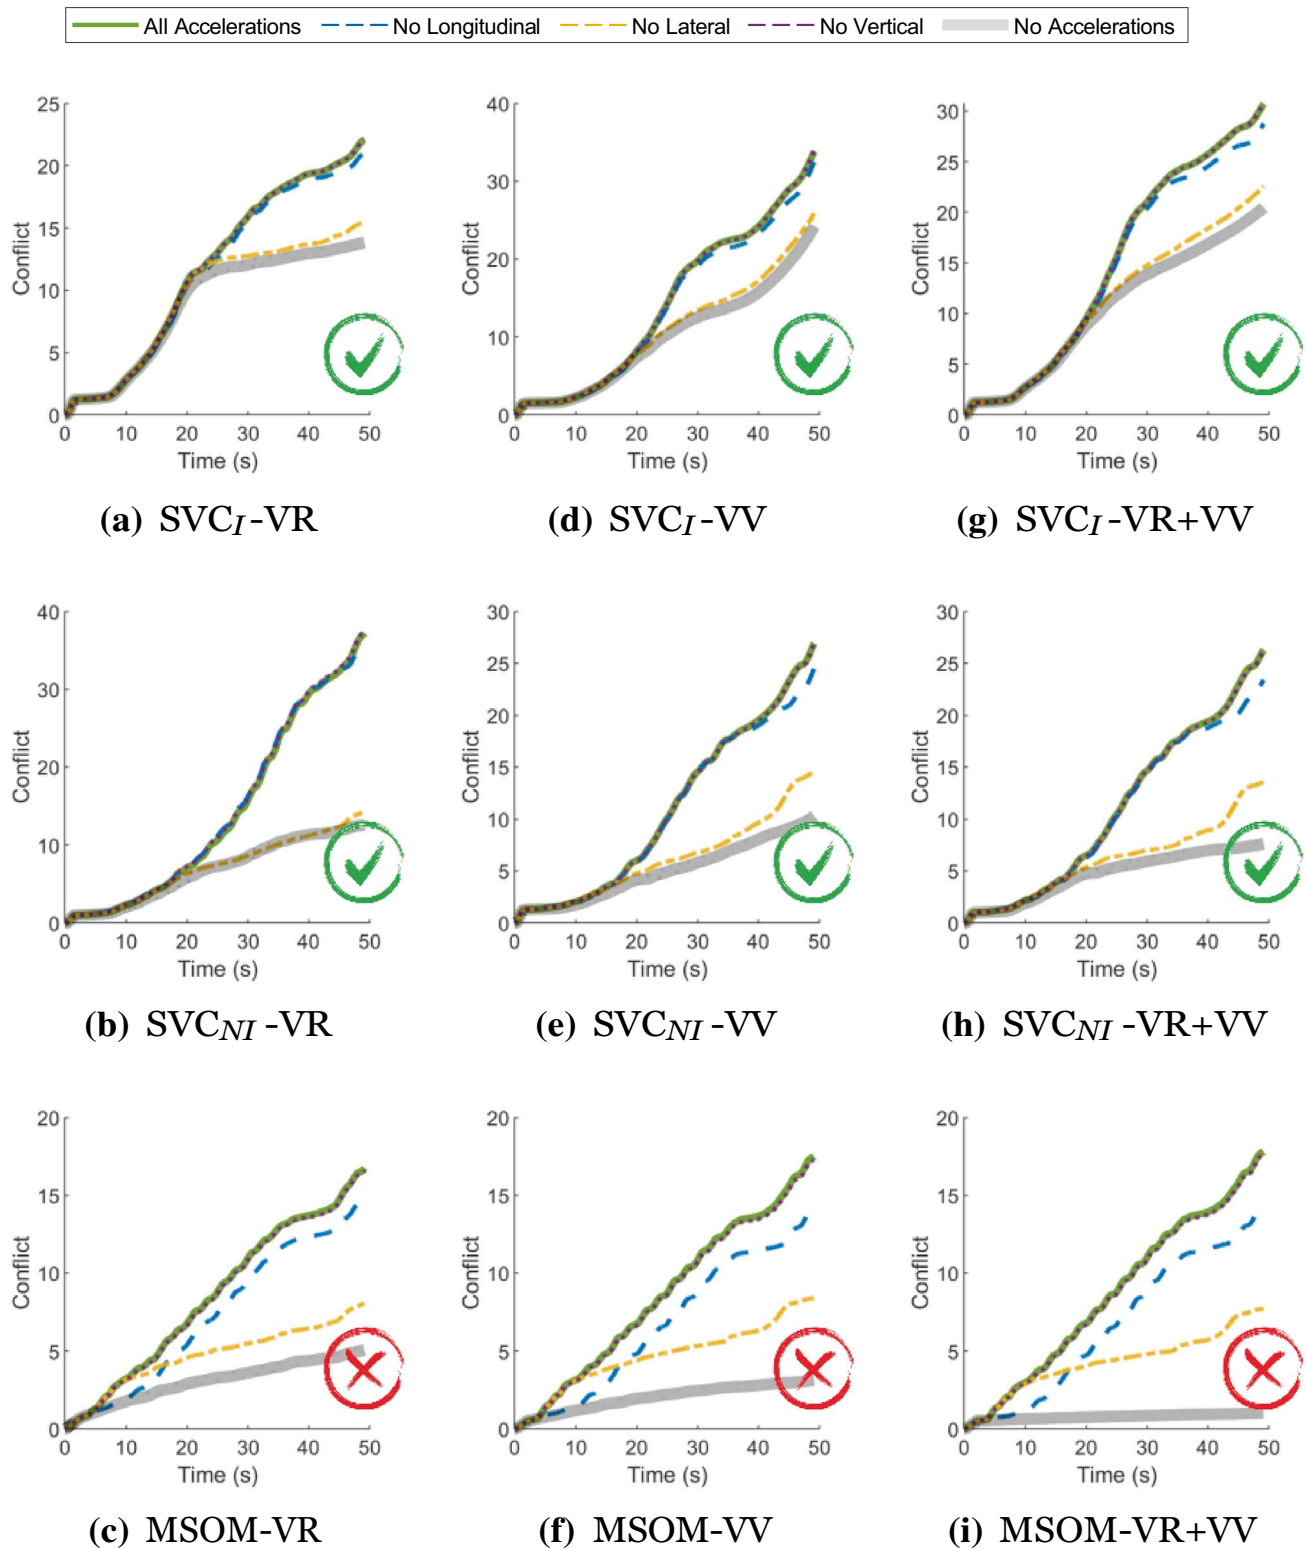 All Accelerations No Longitudinal No Lateral No Vertical No Accelerations
25 20 15 10 5 0
Conflict
0 10 20 30 40 50
Time (s)
(a) SVC_I-VR
40 30 20 10 0
Conflict
0 10 20 30 40 50
Time (s)
(d) SVC_I-VV
30 25 20 15 10 5 0
Conflict
0 10 20 30 40 50
Time (s)
(g) SVC_I-VR+VV
40 30 20 10 0
Conflict
0 10 20 30 40 50
Time (s)
(b) SVC_NI-VR
30 25 20 15 10 5 0
Conflict
0 10 20 30 40 50
Time (s)
(e) SVC_NI-VV
30 25 20 15 10 5 0
Conflict
0 10 20 30 40 50
Time (s)
(h) SVC_NI-VR+VV
20 15 10 5 0
Conflict
0 10 20 30 40 50
Time (s)
(c) MSOM-VR
20 15 10 5 0
Conflict
0 10 20 30 40 50
Time (s)
(f) MSOM-VV
20 15 10 5 0
Conflict
0 10 20 30 40 50
Time (s)
(i) MSOM-VR+VV